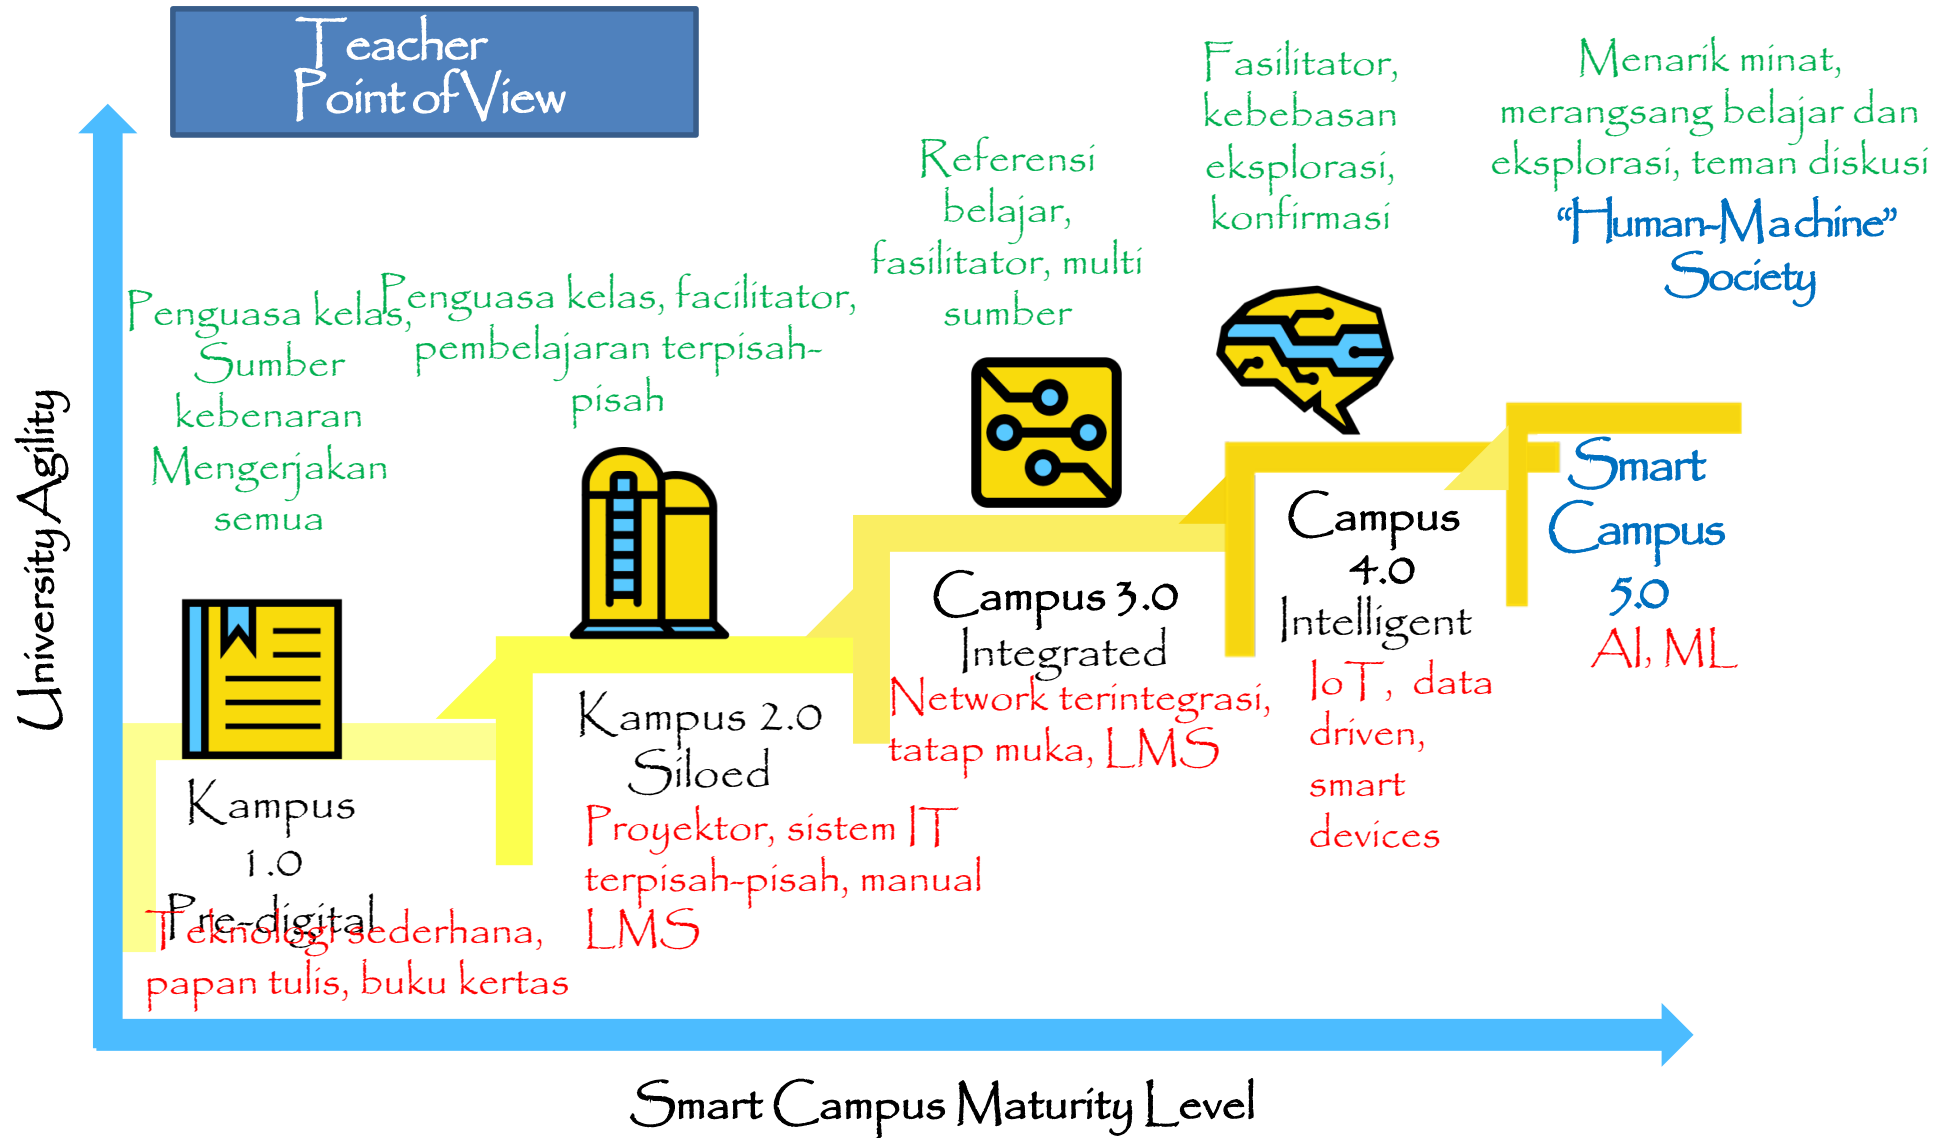 Teacher
Point of View
University Agility
Penguasa kelas,
Sumber
kebenaran
Mengerjakan
semua
Kampus
1.0
Pre-digital
Teknologi sederhana,
papan tulis, buku kertas
Penguasa kelas, facilitator,
pembelajaran terpisah-
pisah
Kampus 2.0
Siloed
Proyektor, sistem IT
terpisah-pisah, manual
LMS
Referensi
belajar,
fasilitator, multi
sumber
Campus 3.0
Integrated
Network terintegrasi,
tatap muka, LMS
Fasilitator,
kebebasan
eksplorasi,
konfirmasi
Campus
4.0
Intelligent
IoT, data
driven,
smart
devices
Menarik minat,
merangsang belajar dan
eksplorasi, teman diskusi
“Human-Machine”
Society
Smart
Campus
5.0
AI, ML
Smart Campus Maturity Level